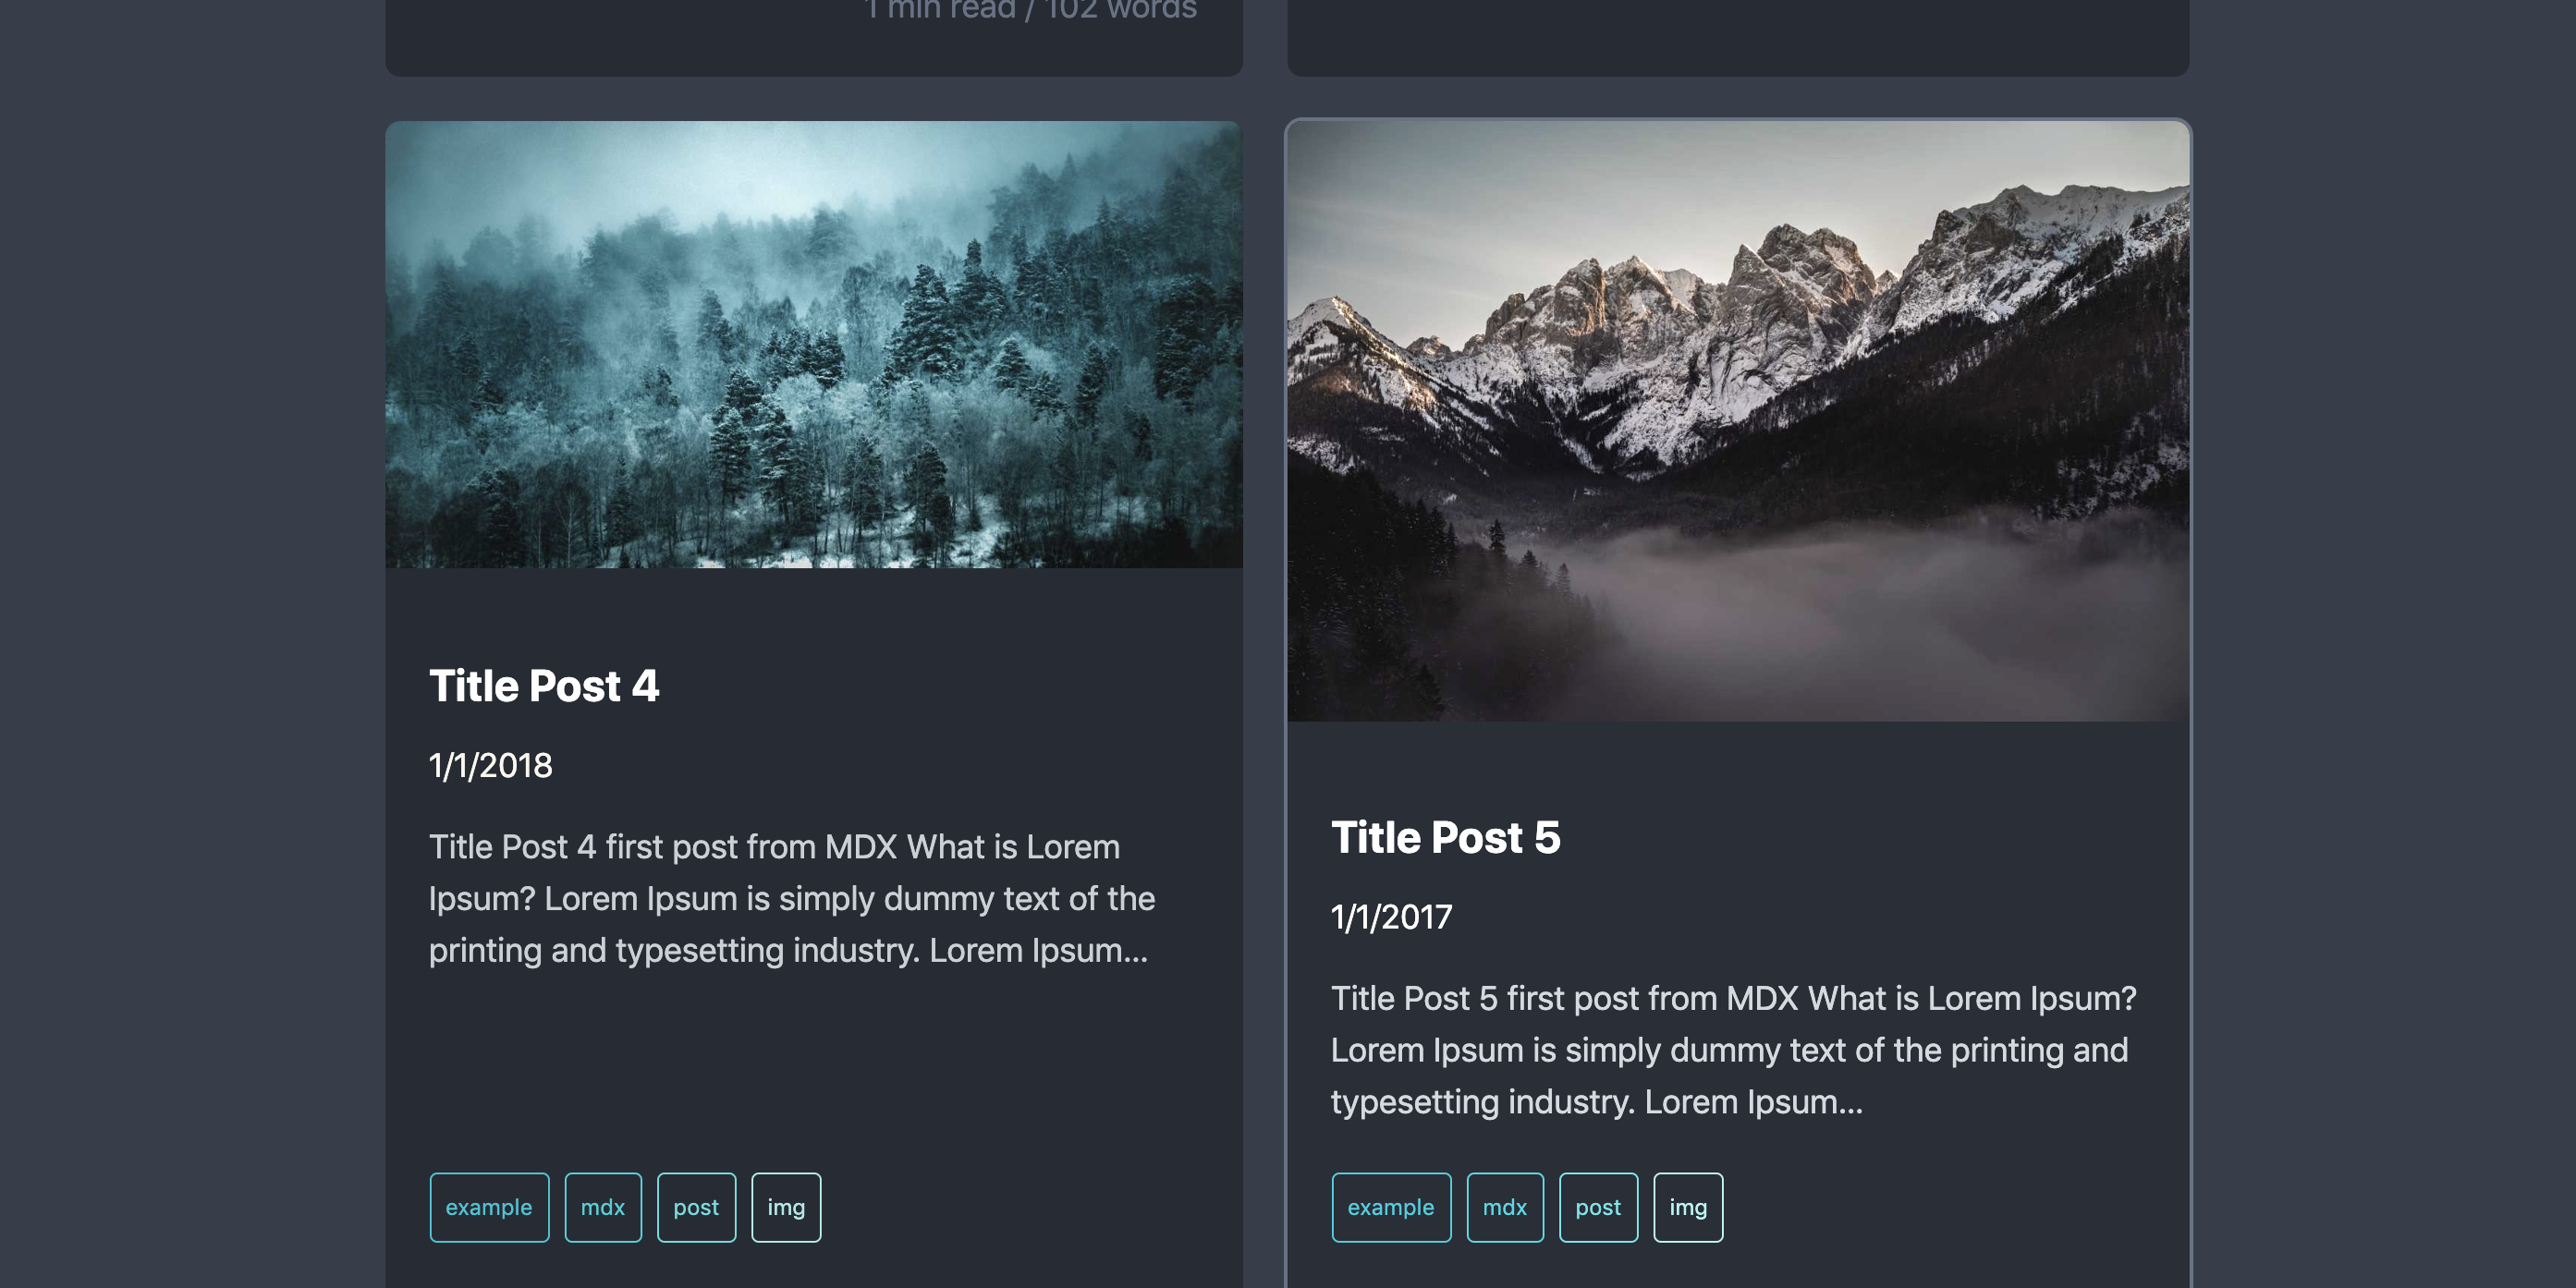 1 min read / 102 words
Title Post 4
1/1/2018
Title Post 4 first post from MDX What is Lorem
Ipsum? Lorem Ipsum is simply dummy text of the
printing and typesetting industry. Lorem Ipsum...
example mdx post img
Title Post 5
1/1/2017
Title Post 5 first post from MDX What is Lorem Ipsum?
Lorem Ipsum is simply dummy text of the printing and
typesetting industry. Lorem Ipsum...
example mdx post img